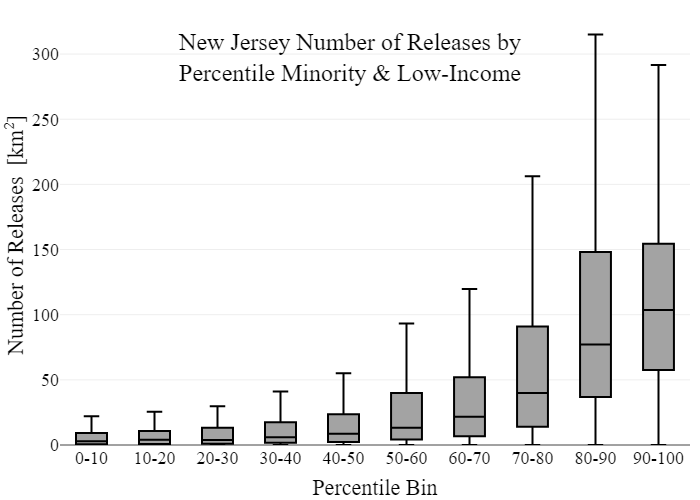 New Jersey Number of Releases by
Percentile Minority & Low-Income
Number of Releases [km²]
300
250
200
150
100
50
0
0-10 10-20 20-30 30-40 40-50 50-60 60-70 70-80 80-90 90-100
Percentile Bin